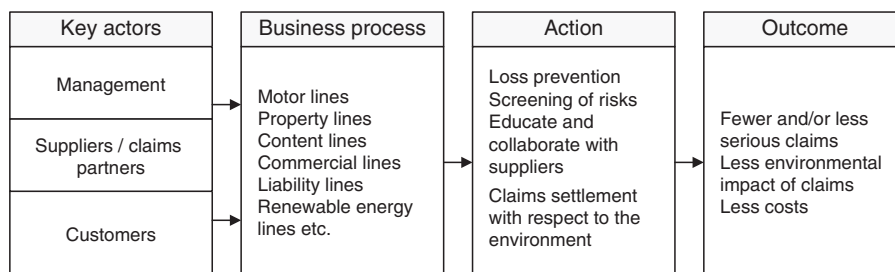 Key actors
Management
Suppliers / claims
partners
Customers
Business process
Motor lines
Property lines
Content lines
Commercial lines
Liability lines
Renewable energy
lines etc.
Action
Loss prevention
Screening of risks
Educate and
collaborate with
suppliers
Claims settlement
with respect to the
environment
Outcome
Fewer and/or less
serious claims
Less environmental
impact of claims
Less costs